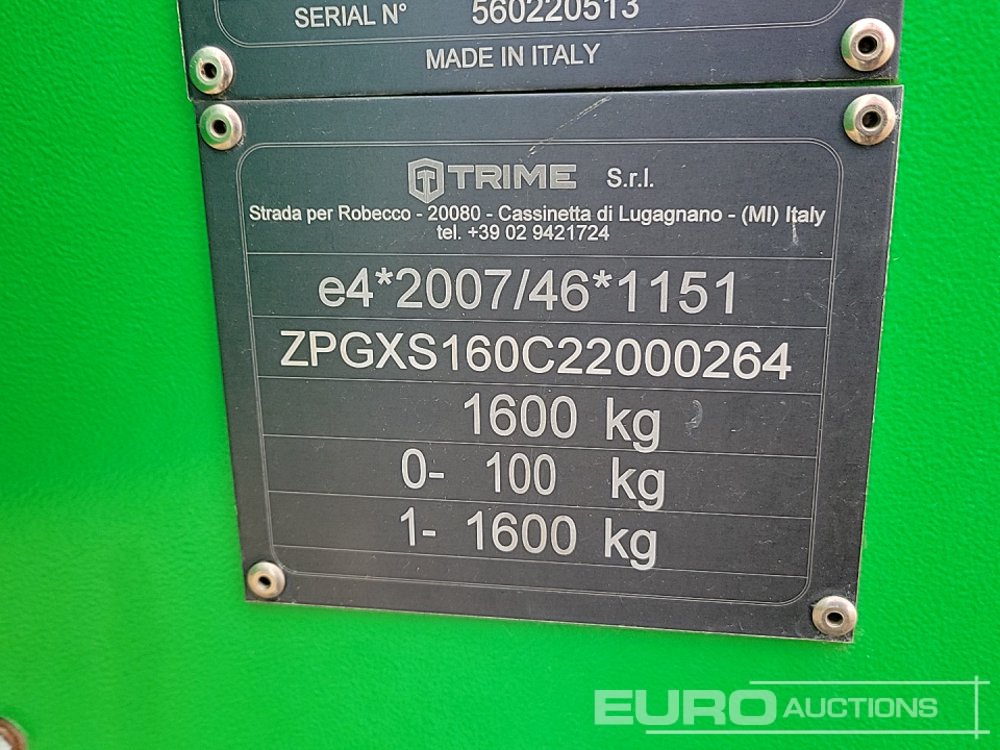 SERIAL N° 560220513
MADE IN ITALY
TRIME S.r.l.
Strada per Robecco - 20080 - Cassinetta di Lugagnano - (MI) Italy
tel. +39 02 9421724
e4*2007/46*1151
ZPGXS160C22000264
1600 kg
0- 100 kg
1- 1600 kg
EURO AUCTIONS